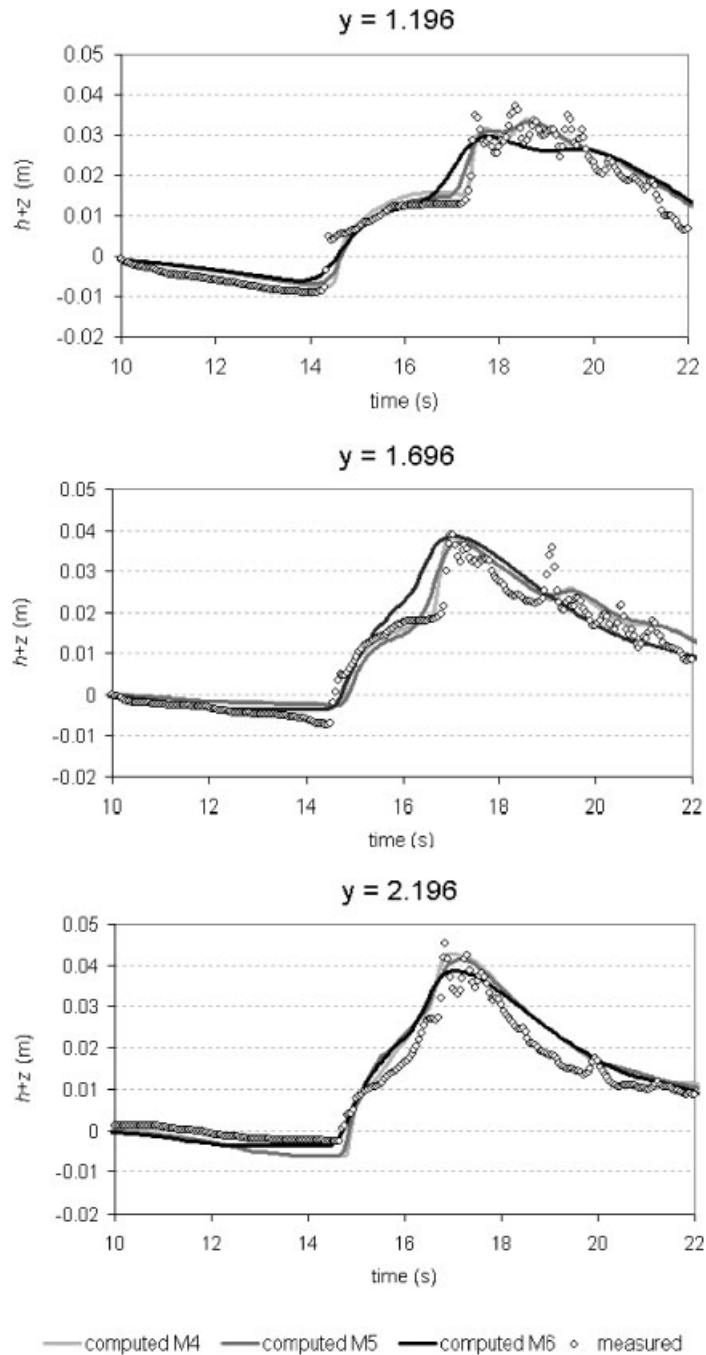 y = 1.196
0.05
0.04
0.03
0.02
0.01
0
-0.01
-0.02
h+z (m)
10 12 14 16 18 20 22
time (s)
y = 1.696
0.05
0.04
0.03
0.02
0.01
0
-0.01
-0.02
h+z (m)
10 12 14 16 18 20 22
time (s)
y = 2.196
0.05
0.04
0.03
0.02
0.01
0
-0.01
-0.02
h+z (m)
10 12 14 16 18 20 22
time (s)
computed M4 computed M5 computed M6 measured